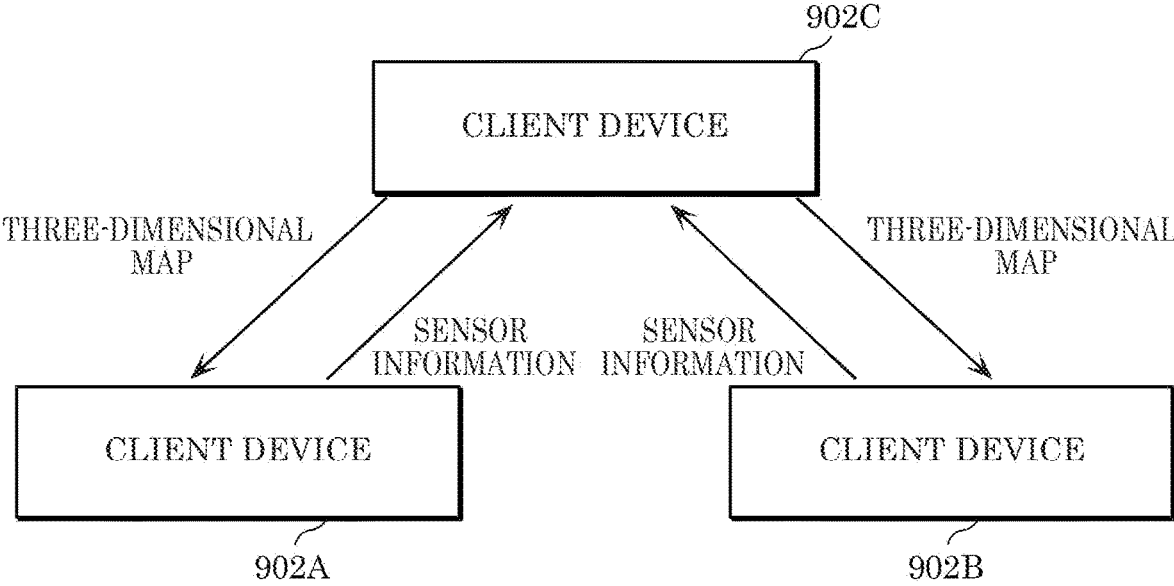 902C
CLIENT DEVICE
THREE-DIMENSIONAL
MAP
THREE-DIMENSIONAL
MAP
SENSOR
INFORMATION
SENSOR
INFORMATION
CLIENT DEVICE
CLIENT DEVICE
902A
902B